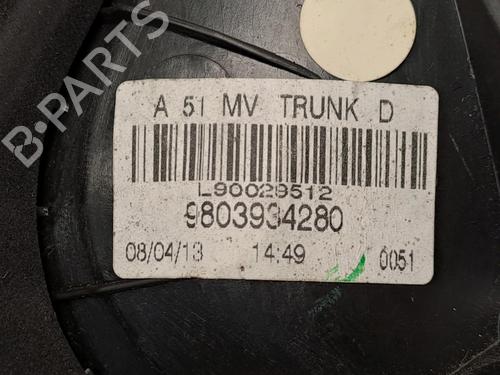 B-PARTS
A 51 MV TRUNK D
L90029512
9803934280
08/04/13 14:49 0051